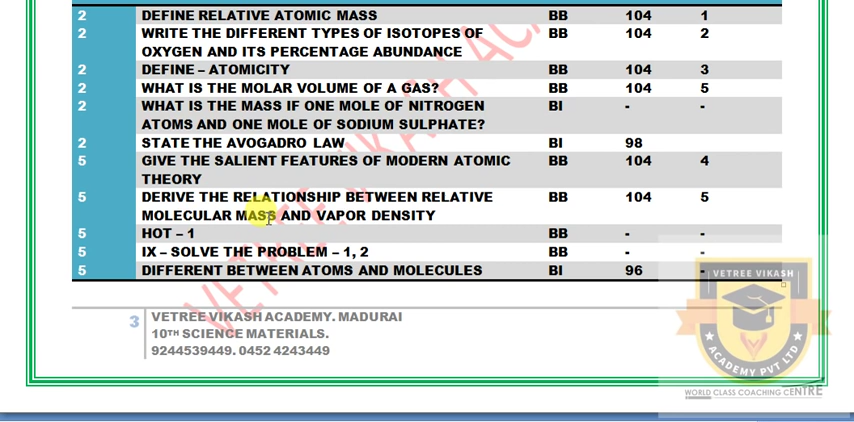 2 DEFINE RELATIVE ATOMIC MASS BB 104 1
2 WRITE THE DIFFERENT TYPES OF ISOTOPES OF BB 104 2
OXYGEN AND ITS PERCENTAGE ABUNDANCE
2 DEFINE – ATOMICITY BB 104 3
2 WHAT IS THE MOLAR VOLUME OF A GAS? BB 104 5
2 WHAT IS THE MASS IF ONE MOLE OF NITROGEN BI - -
ATOMS AND ONE MOLE OF SODIUM SULPHATE?
2 STATE THE AVOGADRO LAW BI 98
5 GIVE THE SALIENT FEATURES OF MODERN ATOMIC BB 104 4
THEORY
5 DERIVE THE RELATIONSHIP BETWEEN RELATIVE BB 104 5
MOLECULAR MASS AND VAPOR DENSITY
5 HOT – 1 BB - -
5 IX – SOLVE THE PROBLEM – 1, 2 BB - -
5 DIFFERENT BETWEEN ATOMS AND MOLECULES BI 96 -
VETREE VIKASH
3 VETREE VIKASH ACADEMY. MADURAI
10TH SCIENCE MATERIALS.
9244539449. 0452 4243449
VETREE VIKASH
ACADEMY PVT LTD
WORLD CLASS COACHING CENTRE